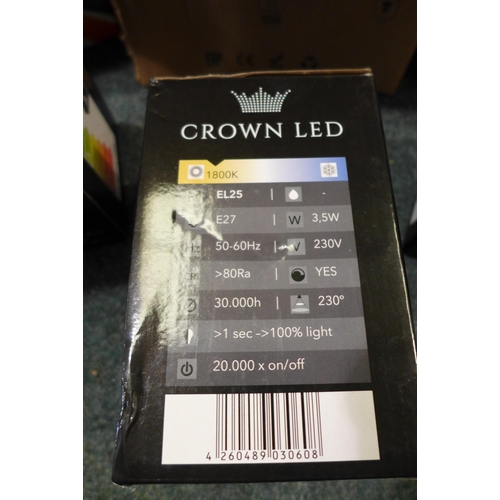 CROWN LED
1800K
EL25 | -
E27 | W 3,5W
50-60Hz | V 230V
>80Ra | YES
30.000h | 230°
>1 sec ->100% light
20.000 x on/off
4 260489 030608